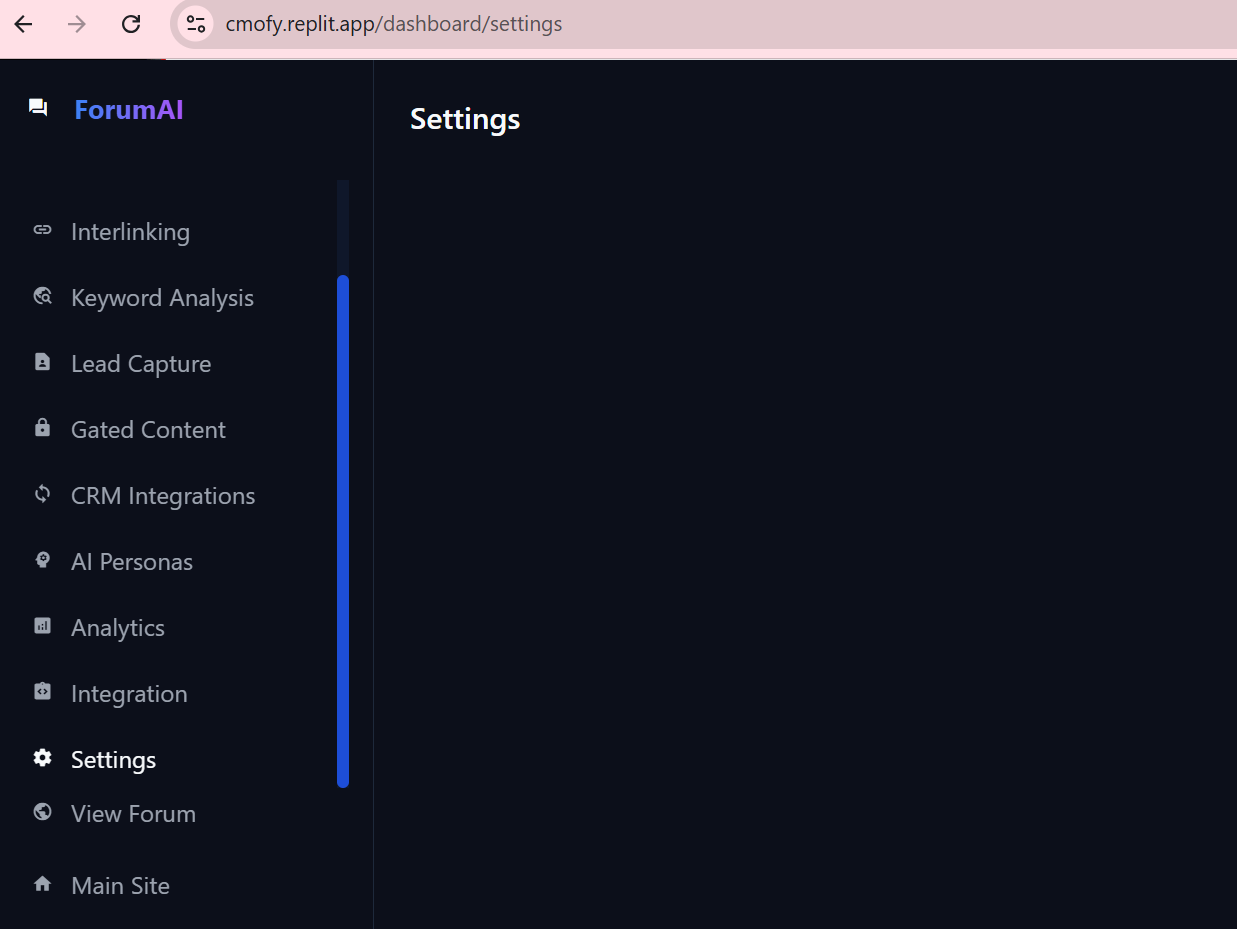 cmofy.replit.app/dashboard/settings
ForumAI
Settings
Interlinking
Keyword Analysis
Lead Capture
Gated Content
CRM Integrations
AI Personas
Analytics
Integration
Settings
View Forum
Main Site